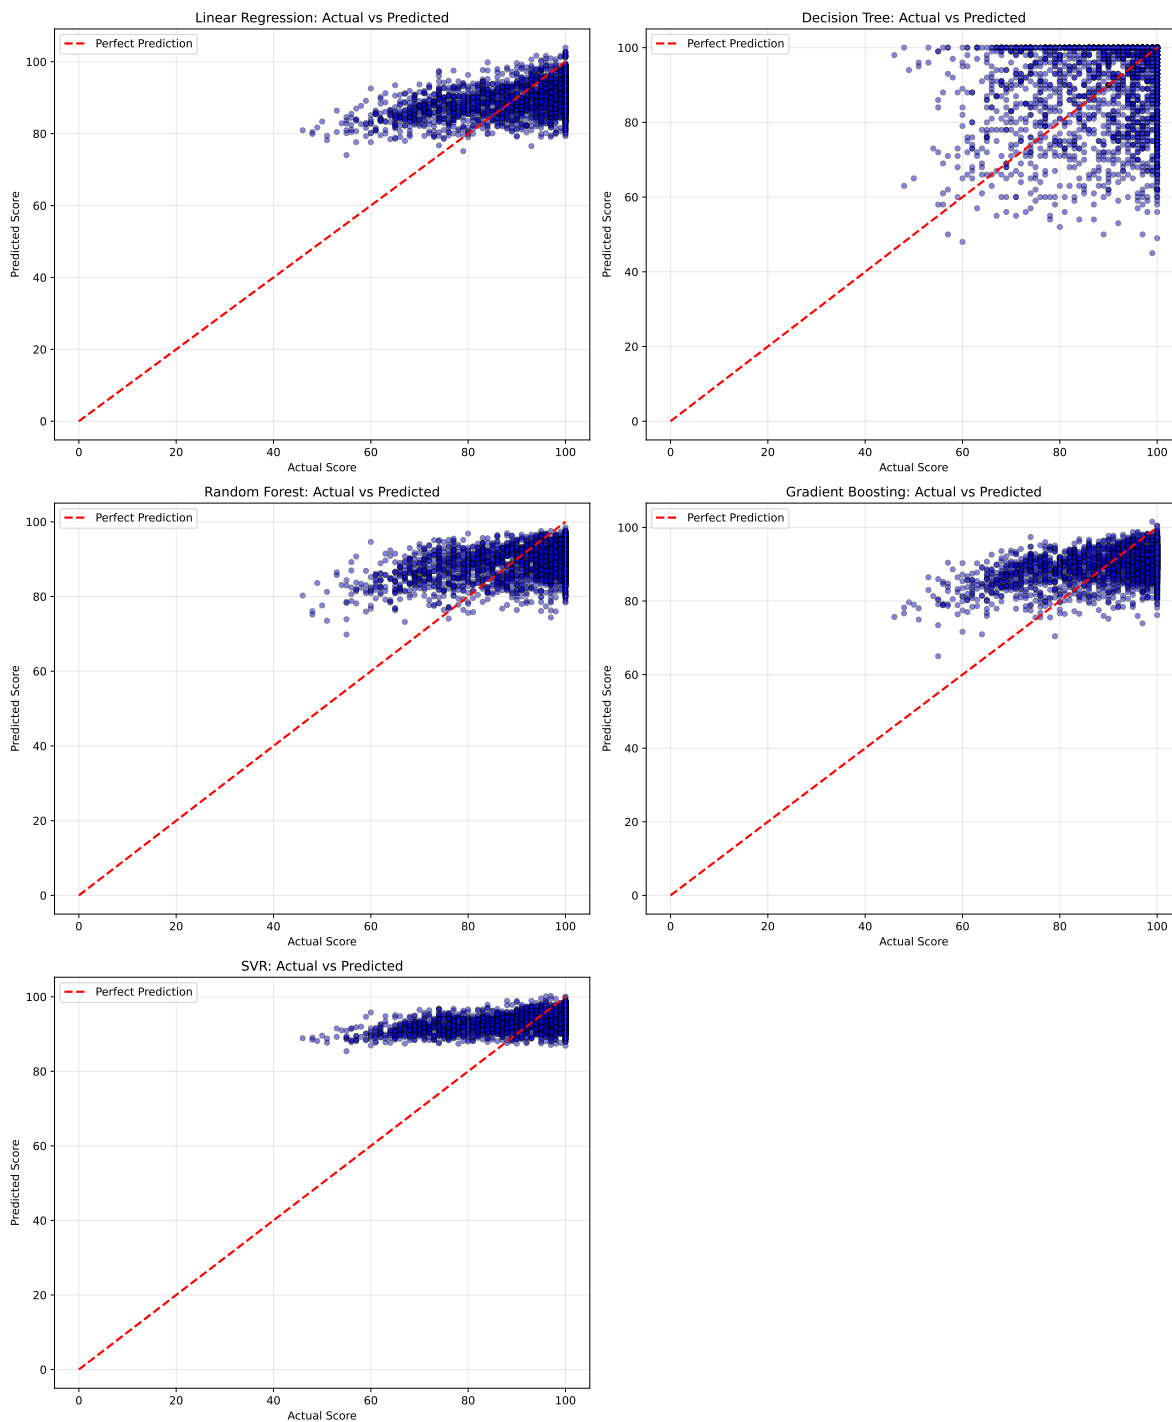 Linear Regression: Actual vs Predicted
Perfect Prediction
100
80
60
40
20
0
Predicted Score
0 20 40 60 80 100
Actual Score
Decision Tree: Actual vs Predicted
Perfect Prediction
100
80
60
40
20
0
Predicted Score
0 20 40 60 80 100
Actual Score
Random Forest: Actual vs Predicted
Perfect Prediction
100
80
60
40
20
0
Predicted Score
0 20 40 60 80 100
Actual Score
Gradient Boosting: Actual vs Predicted
Perfect Prediction
100
80
60
40
20
0
Predicted Score
0 20 40 60 80 100
Actual Score
SVR: Actual vs Predicted
Perfect Prediction
100
80
60
40
20
0
Predicted Score
0 20 40 60 80 100
Actual Score